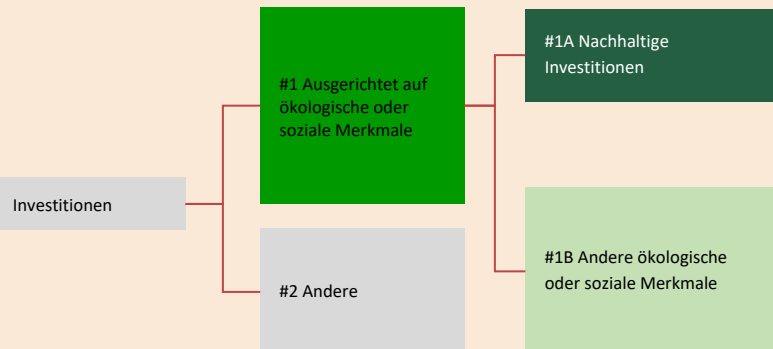 Investitionen
#1 Ausgerichtet auf
ökologische oder
soziale Merkmale
#2 Andere
#1A Nachhaltige
Investitionen
#1B Andere ökologische
oder soziale Merkmale